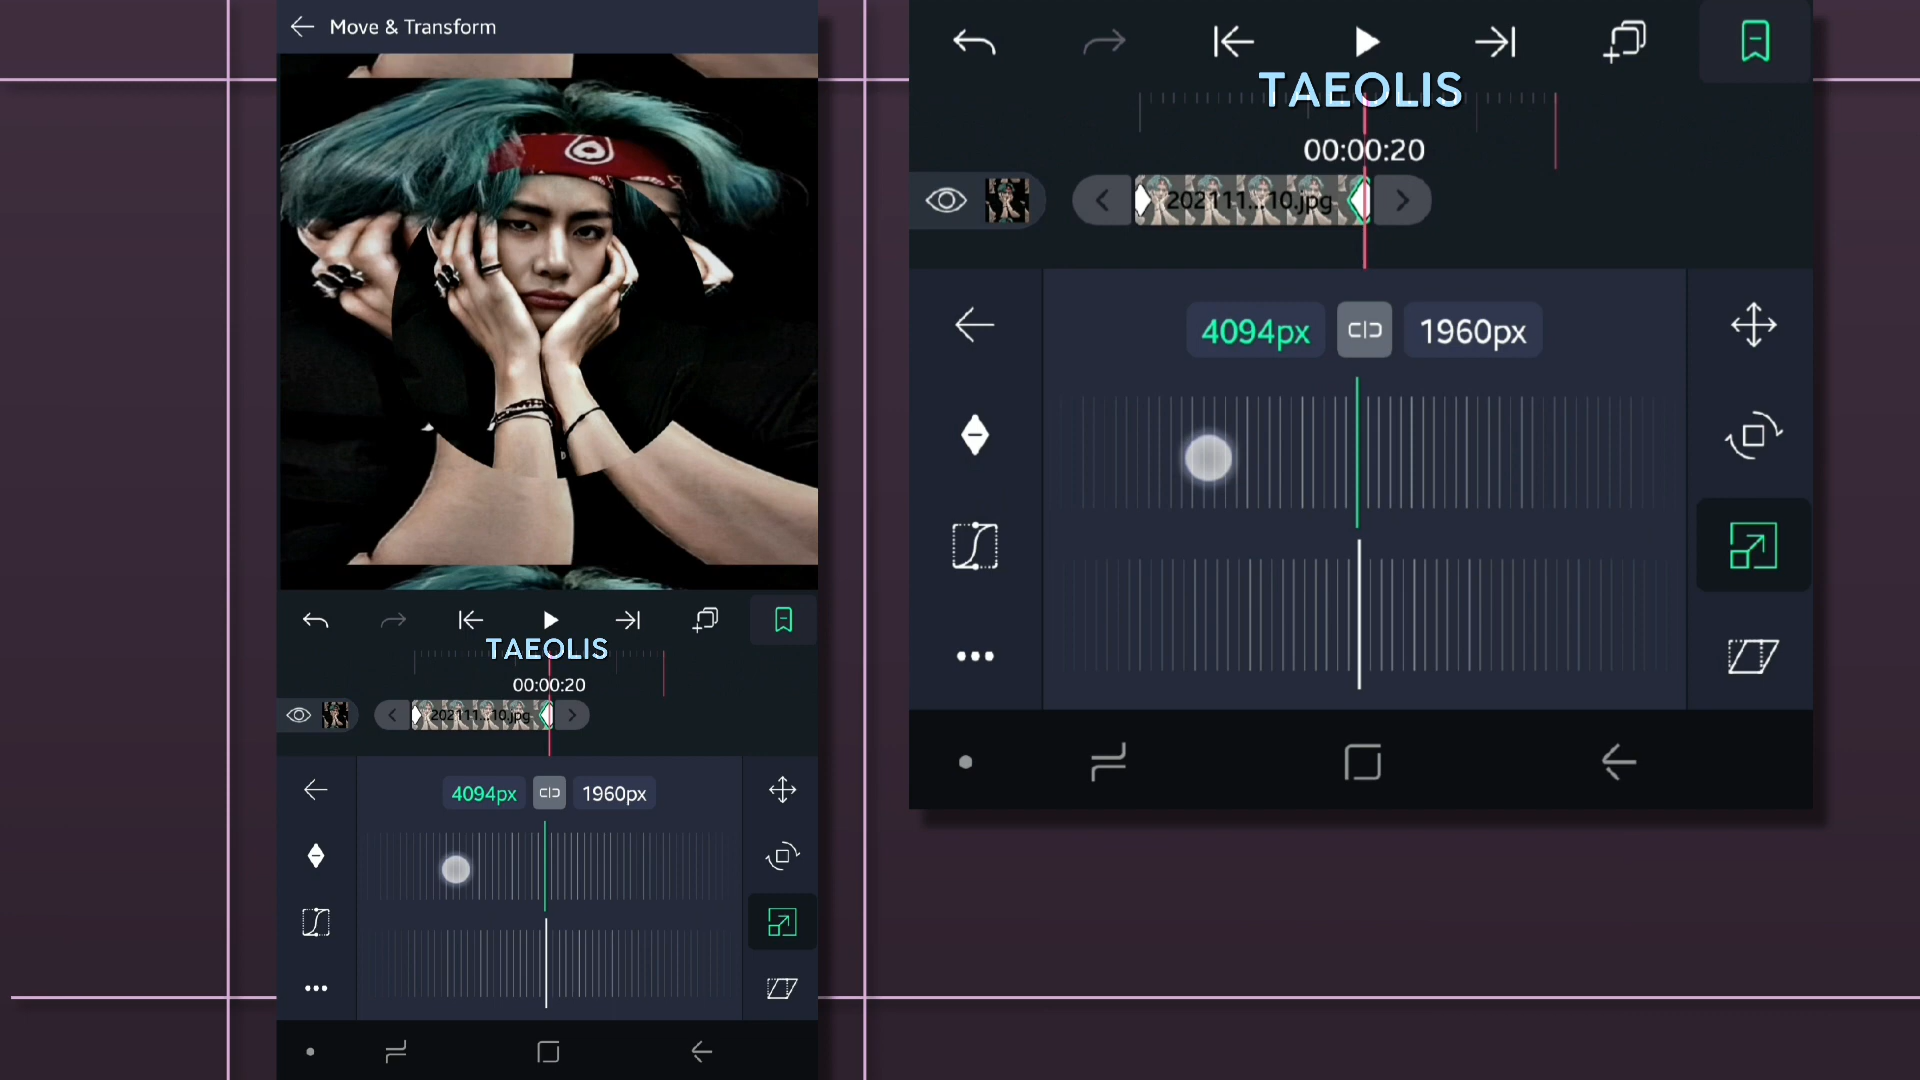 Move & Transform
TAEOLIS
00:00:20
202111...10.jpg
4094px
1960px
TAEOLIS
00:00:20
202111...10.jpg
4094px
1960px